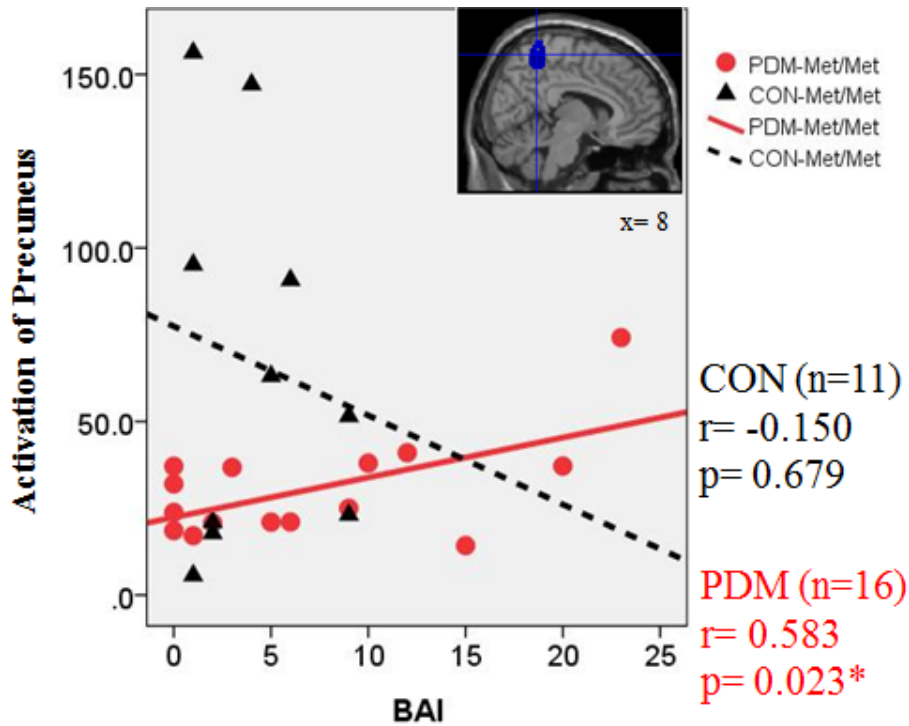 150.0
100.0
50.0
.0
0 5 10 15 20 25
Activation of Precuneus
BAI
x= 8
PDM-Met/Met
CON-Met/Met
PDM-Met/Met
CON-Met/Met
CON (n=11)
r= -0.150
p= 0.679
PDM (n=16)
r= 0.583
p= 0.023*